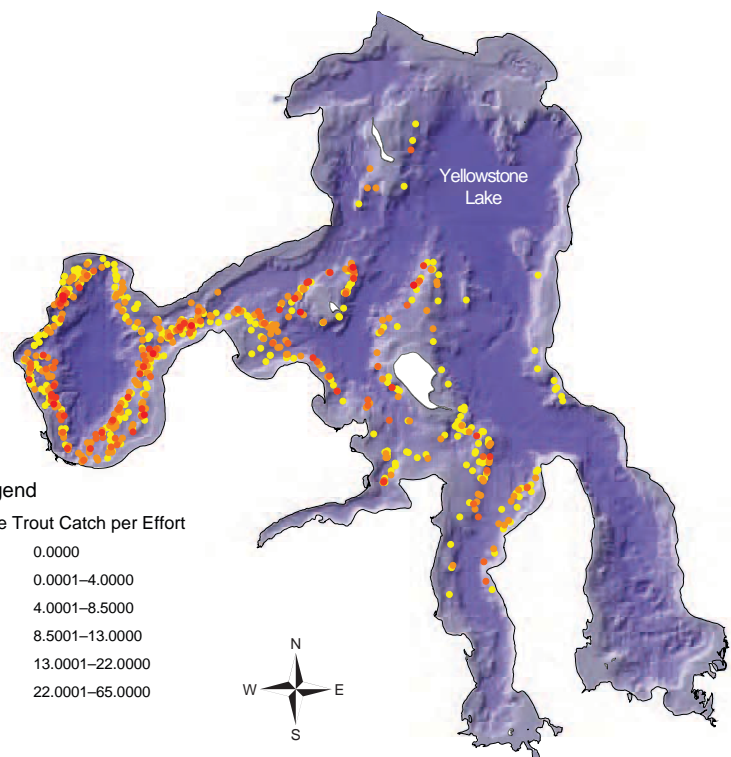 Yellowstone
Lake
gend
e Trout Catch per Effort
0.0000
0.0001–4.0000
4.0001–8.5000
8.5001–13.0000
13.0001–22.0000
22.0001–65.0000
N
W E
S